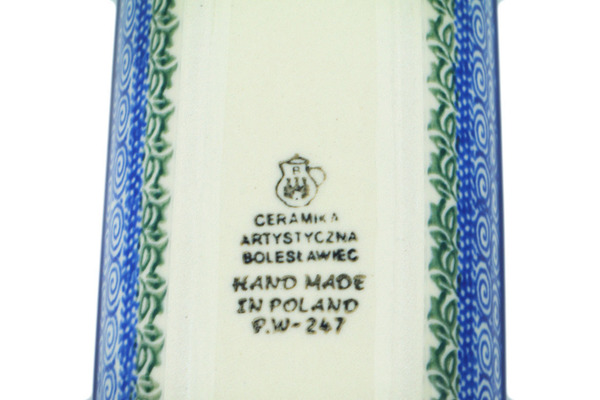 CERAMIKA
ARTYSTYCZNA
BOLESŁAWIEC
HAND MADE
IN POLAND
P.W-247